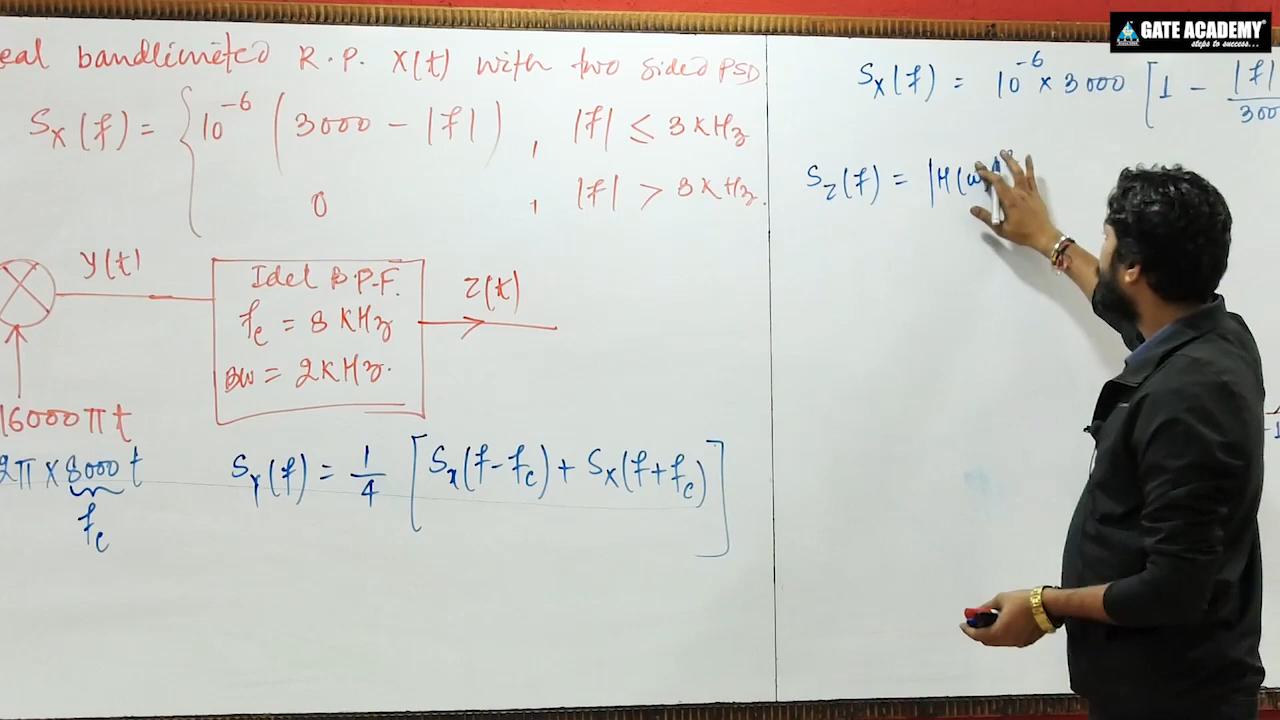 GATE ACADEMY
steps to success...
eal bandlimited R.P. X(t) with two sided PSD
Sx(f) = { 10^-6 (3000 - |f|) , |f| ≤ 3 kHz
0 , |f| > 3 kHz.
y(t)
Idel B.P.F.
fc = 8 kHz
BW = 2 kHz.
z(t)
16000πt
2π × 8000 t
fc
SY(f) = 1/4 [Sx(f-fc) + Sx(f+fc)]
Sx(f) = 10^-6 × 3000 [1 - |f|/300
Sz(f) = |H(ω)|